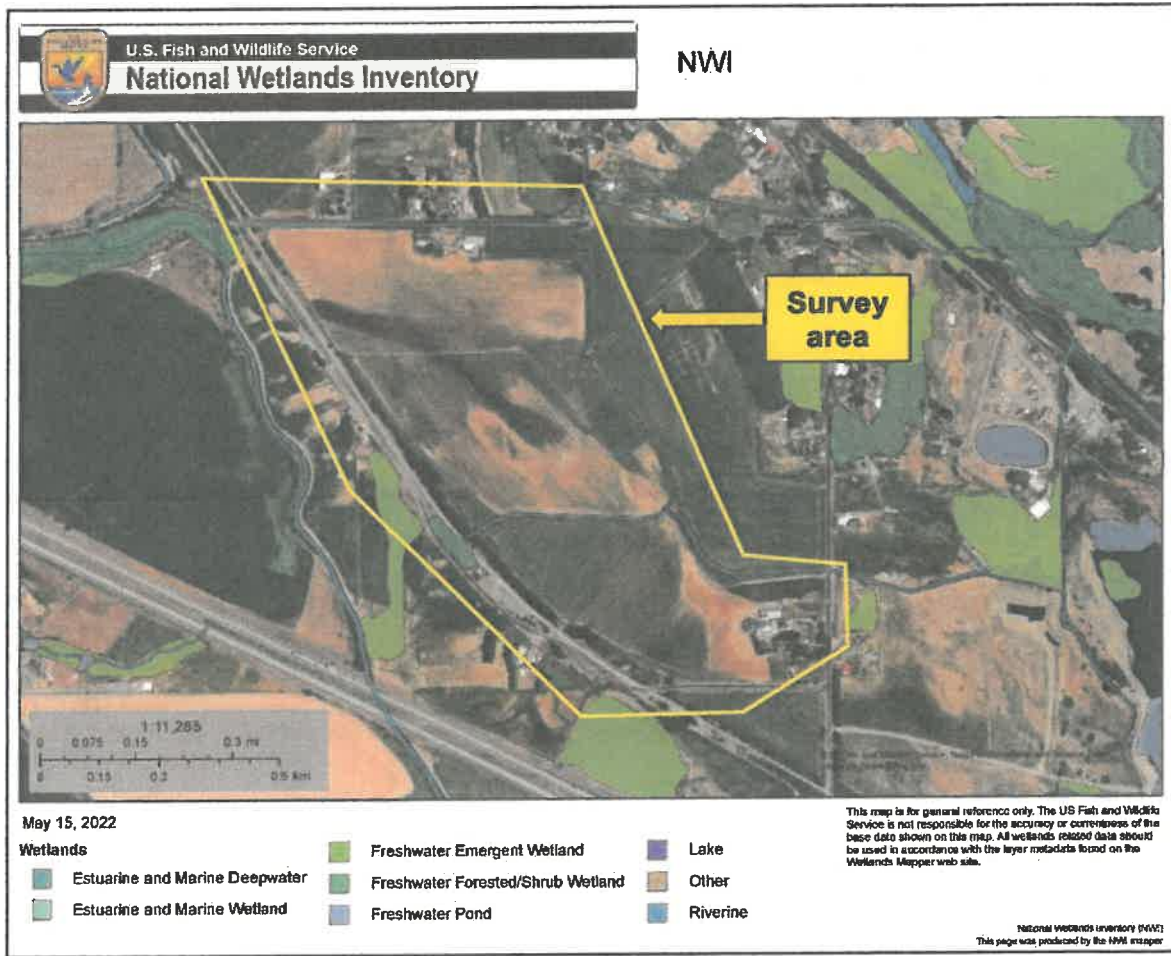 U.S. Fish and Wildlife Service
National Wetlands Inventory
NWI
Survey
area
1:11,285
0 0.075 0.15 0.3 mi
0 0.15 0.3 0.5 km
May 15, 2022
Wetlands
Estuarine and Marine Deepwater
Estuarine and Marine Wetland
Freshwater Emergent Wetland
Freshwater Forested/Shrub Wetland
Freshwater Pond
Lake
Other
Riverine
This map is for general reference only. The US Fish and Wildlife
Service is not responsible for the accuracy or currentness of the
base data shown on this map. All wetlands related data should
be used in accordance with the layer metadata found on the
Wetlands Mapper web site.
National Wetlands Inventory (NWI)
This page was produced by the NWI mapper